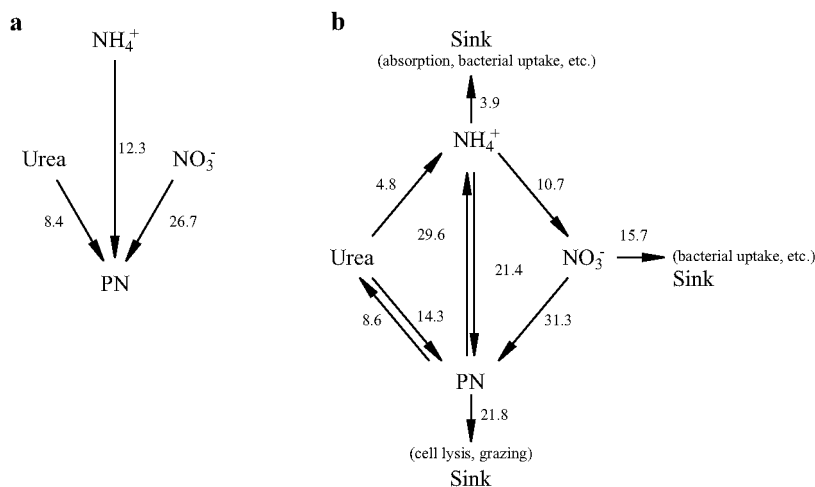 a
NH₄⁺
Urea
NO₃⁻
12.3
8.4
26.7
PN
b
Sink
(absorption, bacterial uptake, etc.)
3.9
NH₄⁺
4.8
10.7
29.6
15.7
(bacterial uptake, etc.)
Urea
NO₃⁻
Sink
21.4
14.3
8.6
31.3
PN
21.8
(cell lysis, grazing)
Sink